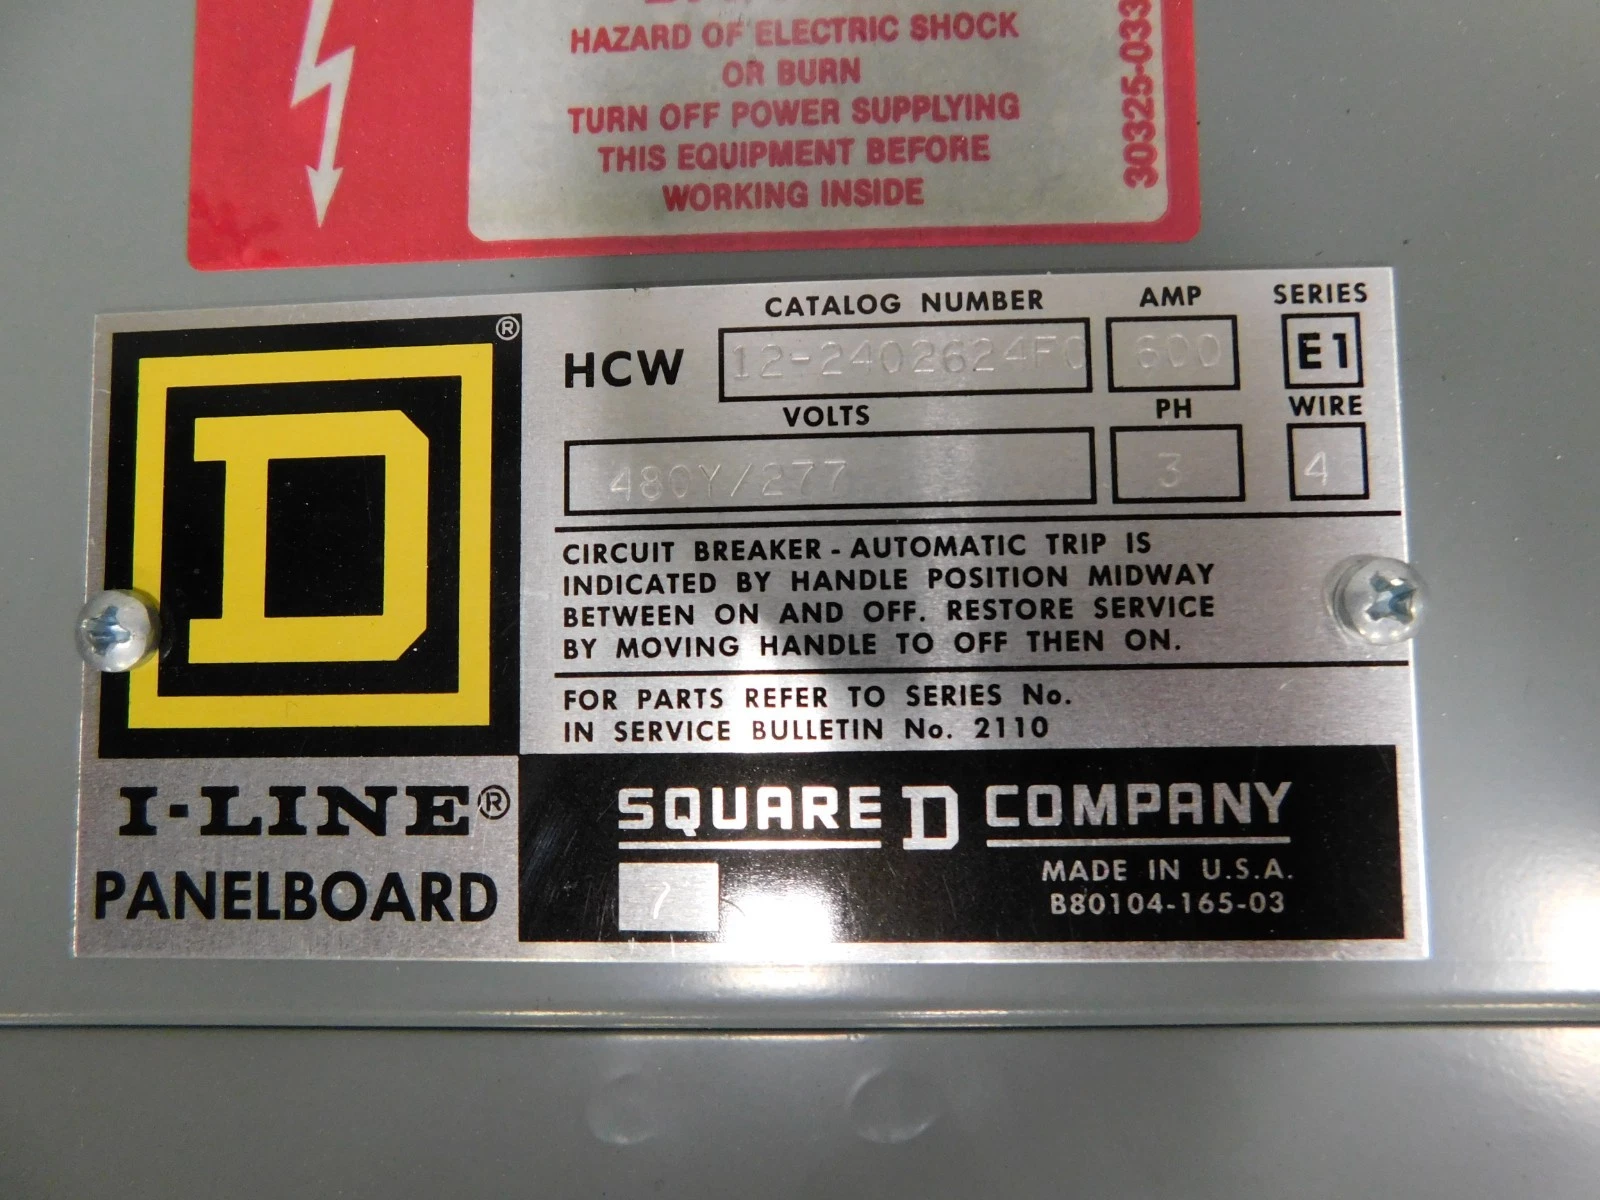 HAZARD OF ELECTRIC SHOCK
OR BURN
TURN OFF POWER SUPPLYING
THIS EQUIPMENT BEFORE
WORKING INSIDE
30325-033
CATALOG NUMBER AMP SERIES
HCW 12-2402624FC 600 E1
VOLTS PH WIRE
480Y/277 3 4
CIRCUIT BREAKER - AUTOMATIC TRIP IS
INDICATED BY HANDLE POSITION MIDWAY
BETWEEN ON AND OFF. RESTORE SERVICE
BY MOVING HANDLE TO OFF THEN ON.
FOR PARTS REFER TO SERIES No.
IN SERVICE BULLETIN No. 2110
D®
I-LINE®
PANELBOARD
SQUARE D COMPANY
7
MADE IN U.S.A.
B80104-165-03